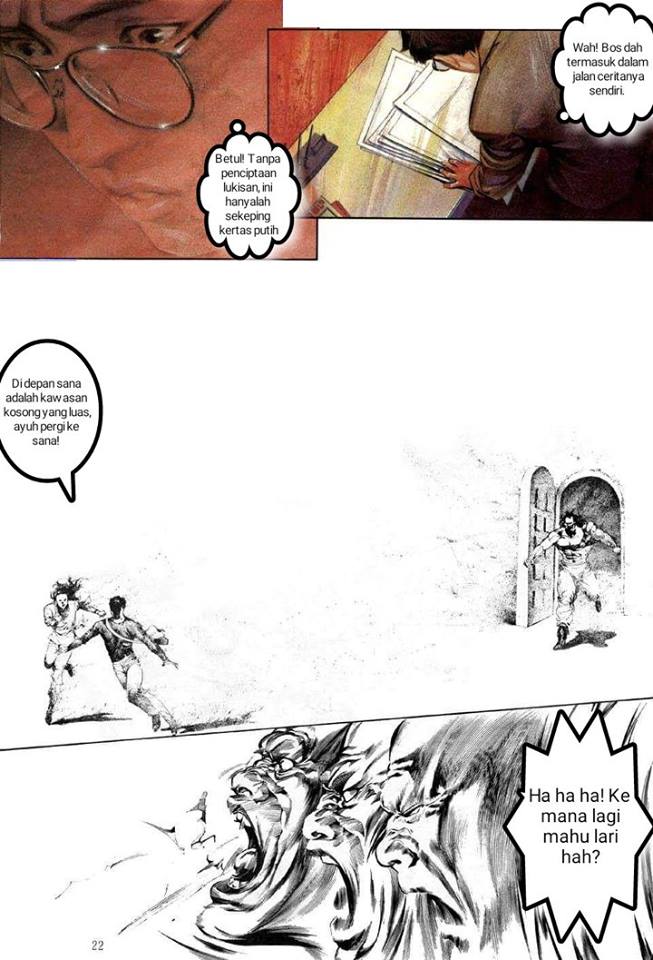 Wah! Bos dah
termasuk dalam
jalan ceritanya
sendiri.
Betul! Tanpa
penciptaan
lukisan, ini
hanyalah
sekeping
kertas putih
Di depan sana
adalah kawasan
kosong yang luas,
ayuh pergi ke
sana!
Ha ha ha! Ke
mana lagi
mahu lari
hah?
22